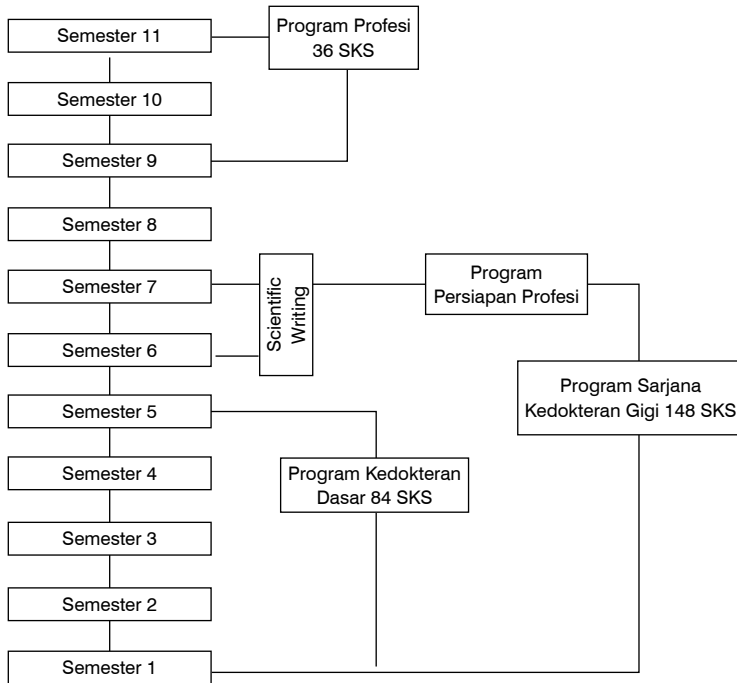 Semester 11
Program Profesi
36 SKS
Semester 10
Semester 9
Semester 8
Semester 7
Scientific
Writing
Program
Persiapan Profesi
Semester 6
Program Sarjana
Kedokteran Gigi 148 SKS
Semester 5
Semester 4
Program Kedokteran
Dasar 84 SKS
Semester 3
Semester 2
Semester 1